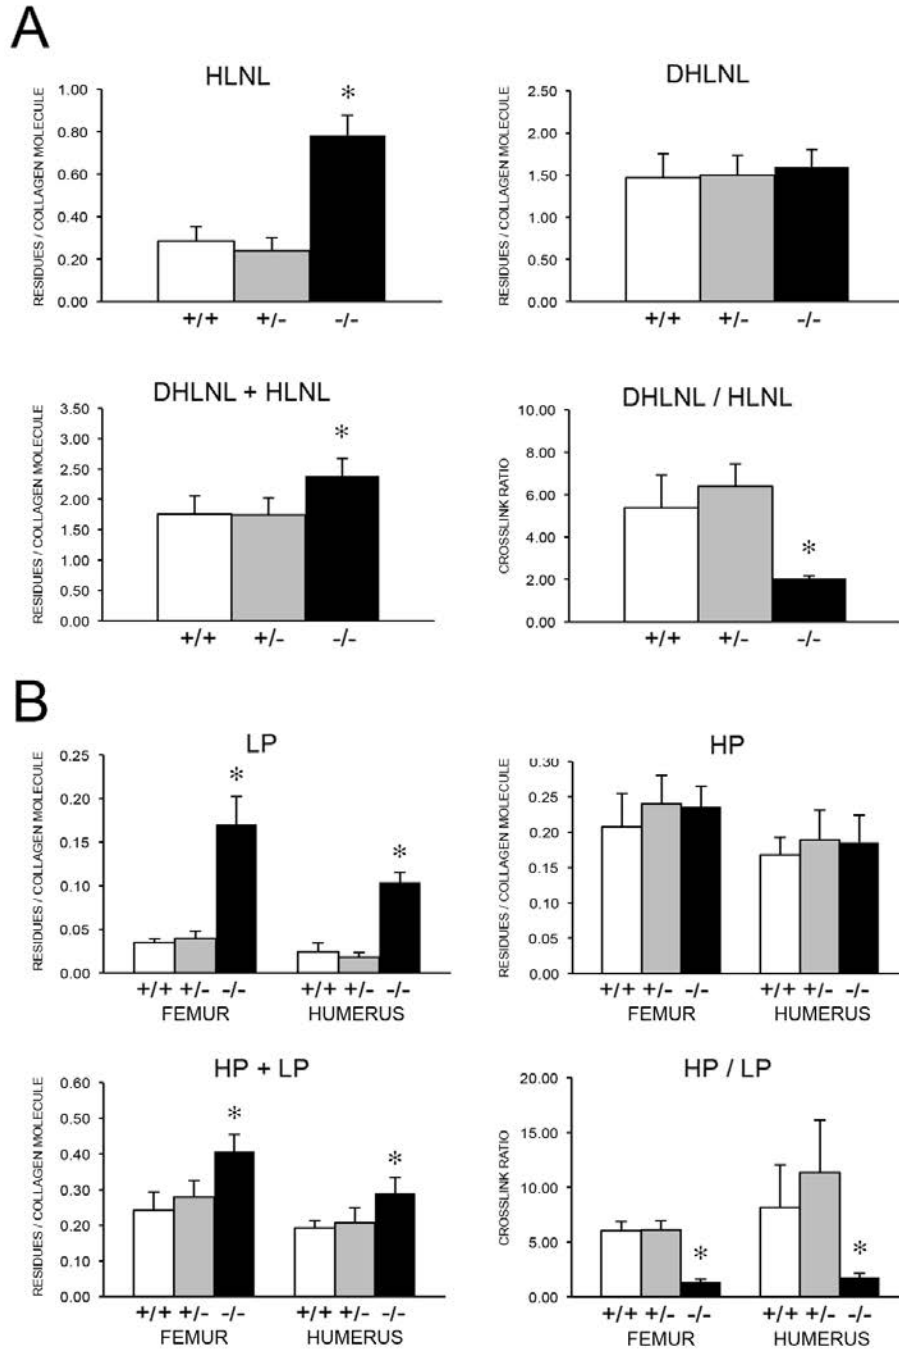 A
HLNL
RESIDUES / COLLAGEN MOLECULE
1.00
0.80
0.60
0.40
0.20
0.00
*
+/+ +/- -/-
DHLNL
RESIDUES / COLLAGEN MOLECULE
2.50
2.00
1.50
1.00
0.50
0.00
+/+ +/- -/-
DHLNL + HLNL
RESIDUES / COLLAGEN MOLECULE
3.50
3.00
2.50
2.00
1.50
1.00
0.50
0.00
*
+/+ +/- -/-
DHLNL / HLNL
CROSSLINK RATIO
10.00
8.00
6.00
4.00
2.00
0.00
*
+/+ +/- -/-
B
LP
RESIDUES / COLLAGEN MOLECULE
0.25
0.20
0.15
0.10
0.05
0.00
*
*
+/+ +/- -/- +/+ +/- -/-
FEMUR HUMERUS
HP
RESIDUES / COLLAGEN MOLECULE
0.30
0.25
0.20
0.15
0.10
0.05
0.00
+/+ +/- -/- +/+ +/- -/-
FEMUR HUMERUS
HP + LP
RESIDUES / COLLAGEN MOLECULE
0.60
0.50
0.40
0.30
0.20
0.10
0.00
*
*
+/+ +/- -/- +/+ +/- -/-
FEMUR HUMERUS
HP / LP
CROSSLINK RATIO
20.00
15.00
10.00
5.00
0.00
*
*
+/+ +/- -/- +/+ +/- -/-
FEMUR HUMERUS